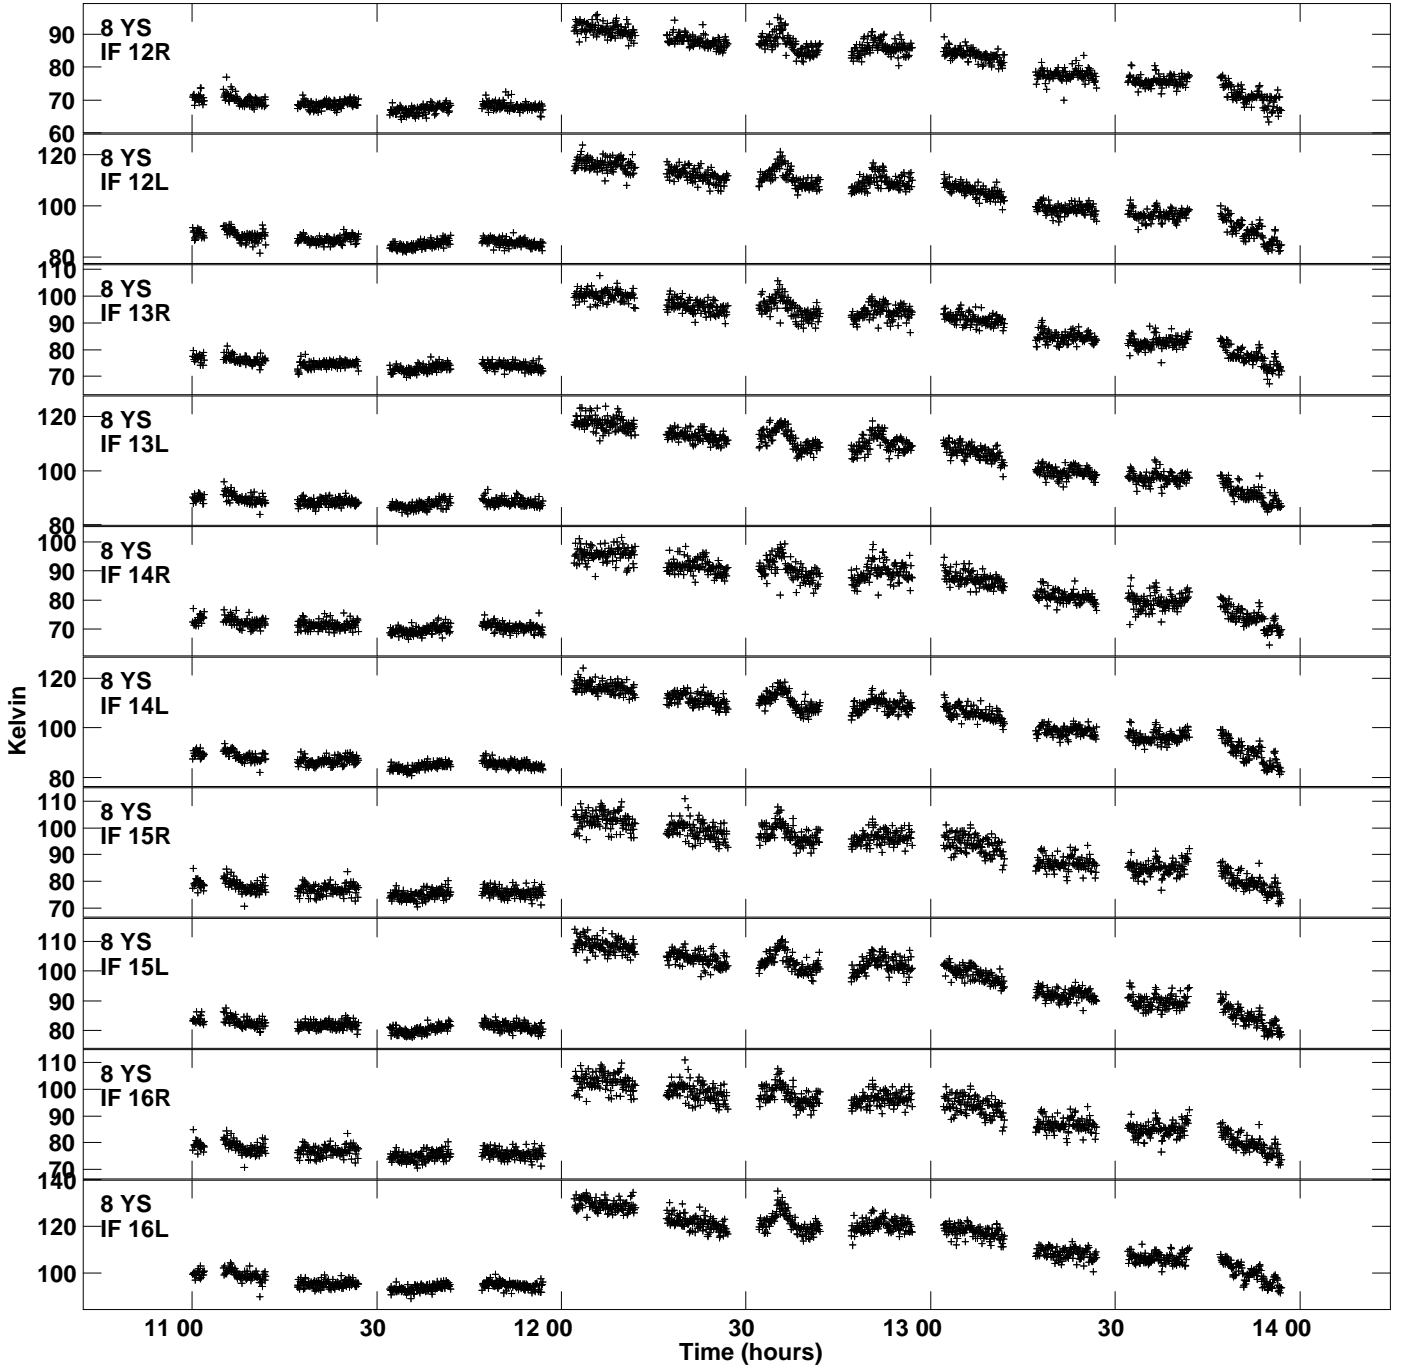 8 YS
IF 12R
90
80
70
60
8 YS
IF 12L
120
100
80
8 YS
IF 13R
110
100
90
80
70
8 YS
IF 13L
120
100
80
8 YS
IF 14R
100
90
80
70
8 YS
IF 14L
120
100
80
8 YS
IF 15R
110
100
90
80
70
8 YS
IF 15L
110
100
90
80
8 YS
IF 16R
110
100
90
80
70
8 YS
IF 16L
140
120
100
Kelvin
11 00 30 12 00 30 13 00 30 14 00
Time (hours)